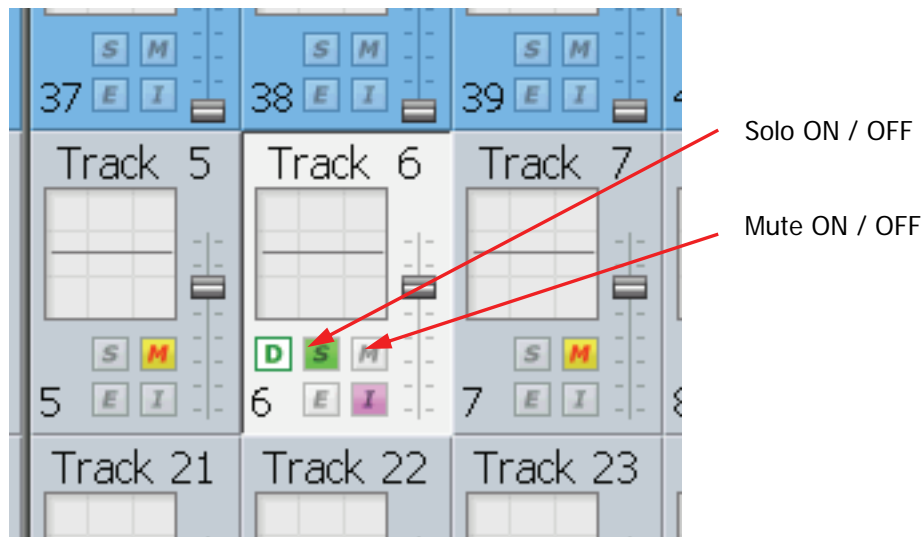 S M S M S M
37 E I 38 E I 39 E I
Solo ON / OFF
Track 5 Track 6 Track 7
Mute ON / OFF
S M D S M S M
5 E I 6 E I 7 E I
Track 21 Track 22 Track 23